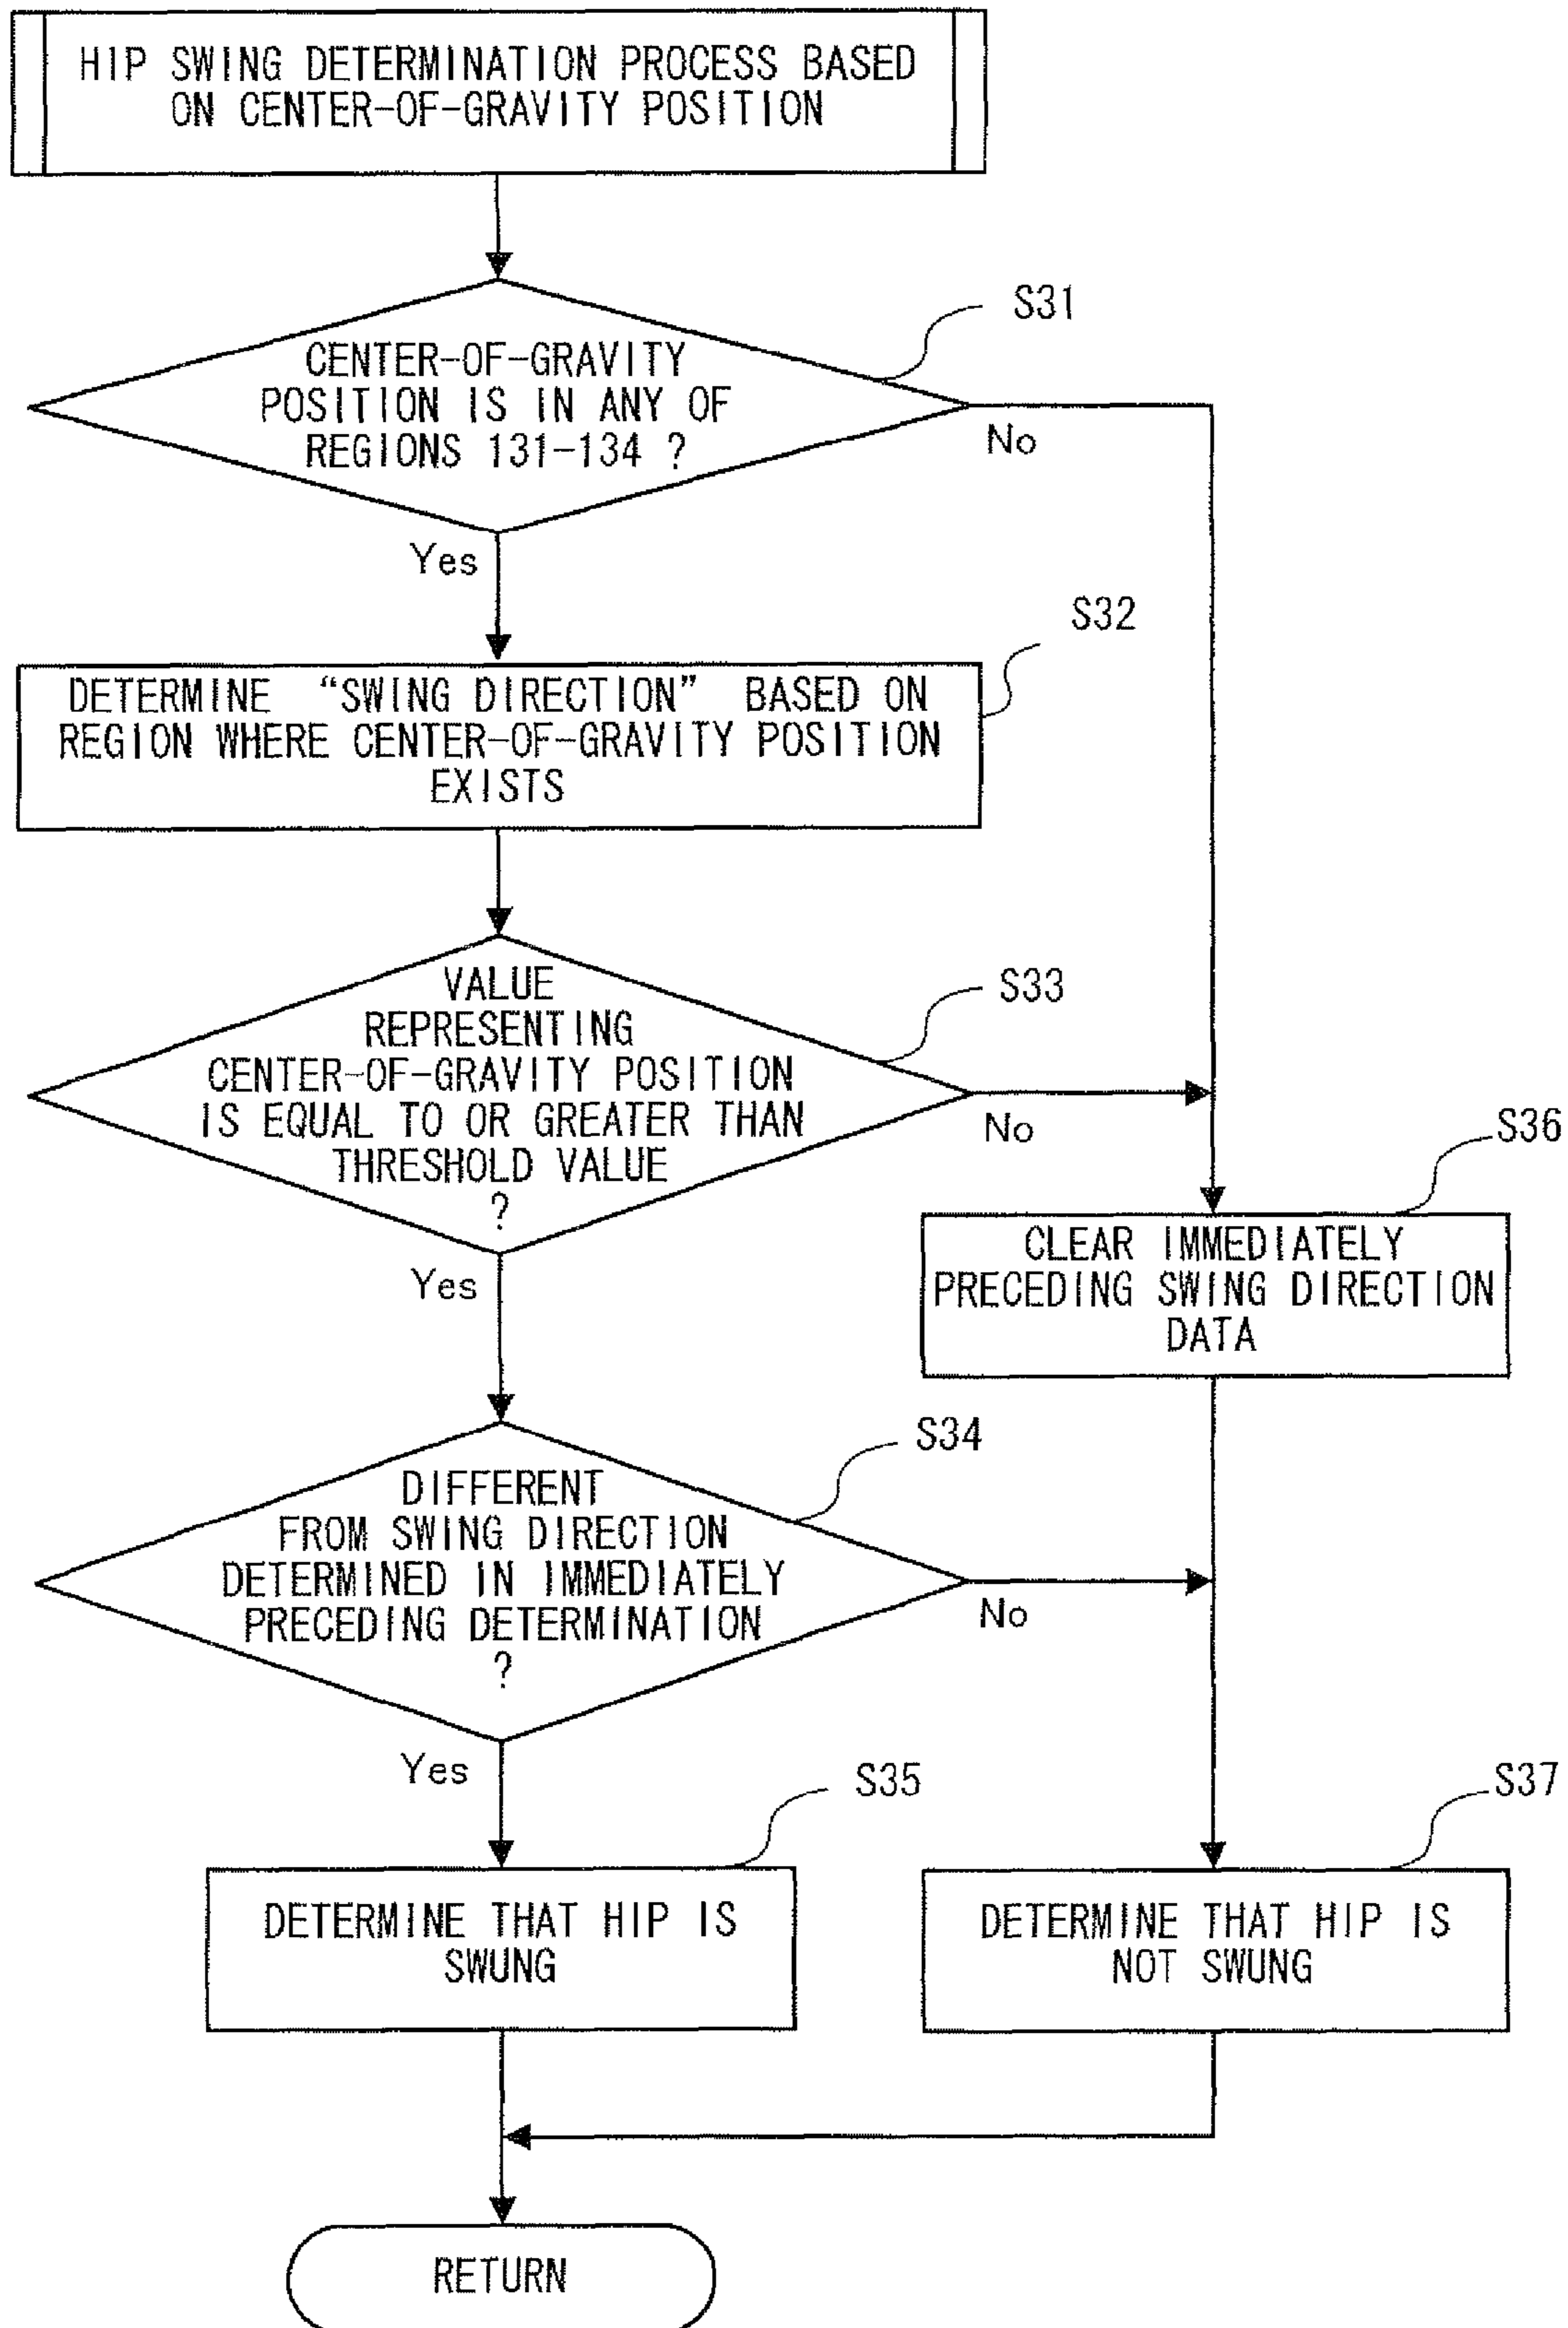 HIP SWING DETERMINATION PROCESS BASED
ON CENTER-OF-GRAVITY POSITION
S31
CENTER-OF-GRAVITY
POSITION IS IN ANY OF
REGIONS 131-134 ?
No
Yes
S32
DETERMINE “SWING DIRECTION” BASED ON
REGION WHERE CENTER-OF-GRAVITY POSITION
EXISTS
S33
VALUE
REPRESENTING
CENTER-OF-GRAVITY POSITION
IS EQUAL TO OR GREATER THAN
THRESHOLD VALUE
?
No
Yes
S36
CLEAR IMMEDIATELY
PRECEDING SWING DIRECTION
DATA
S34
DIFFERENT
FROM SWING DIRECTION
DETERMINED IN IMMEDIATELY
PRECEDING DETERMINATION
?
No
Yes
S35
DETERMINE THAT HIP IS
SWUNG
S37
DETERMINE THAT HIP IS
NOT SWUNG
RETURN